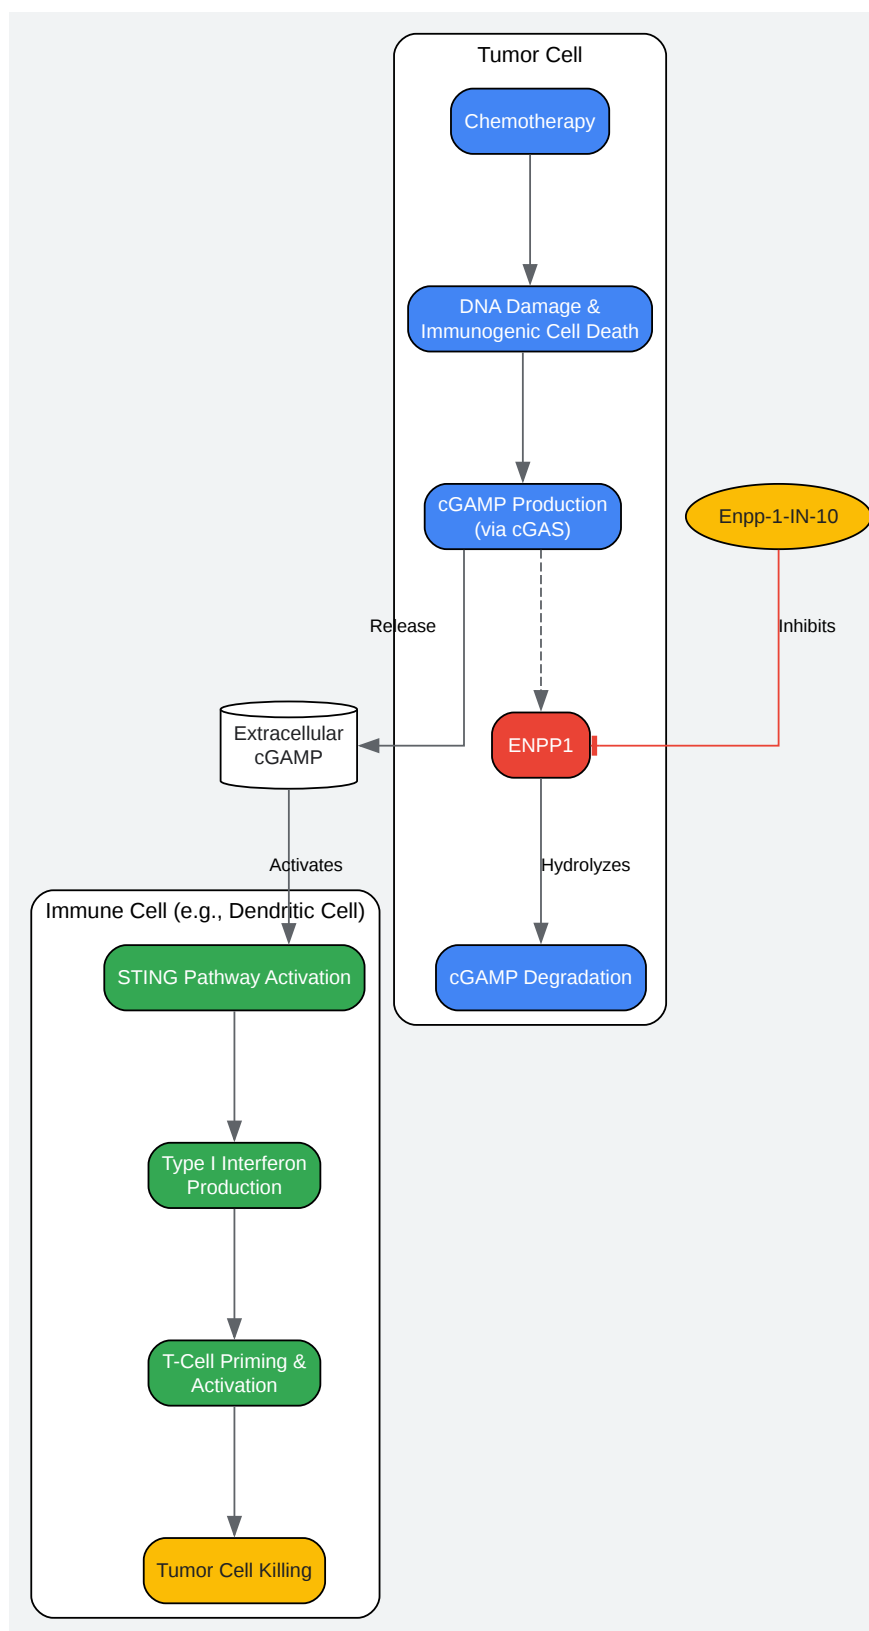 Tumor Cell
Chemotherapy
DNA Damage &
Immunogenic Cell Death
cGAMP Production
(via cGAS)
Enpp-1-IN-10
Release
Inhibits
Extracellular
cGAMP
ENPP1
Activates
Hydrolyzes
Immune Cell (e.g., Dendritic Cell)
STING Pathway Activation
cGAMP Degradation
Type I Interferon
Production
T-Cell Priming &
Activation
Tumor Cell Killing